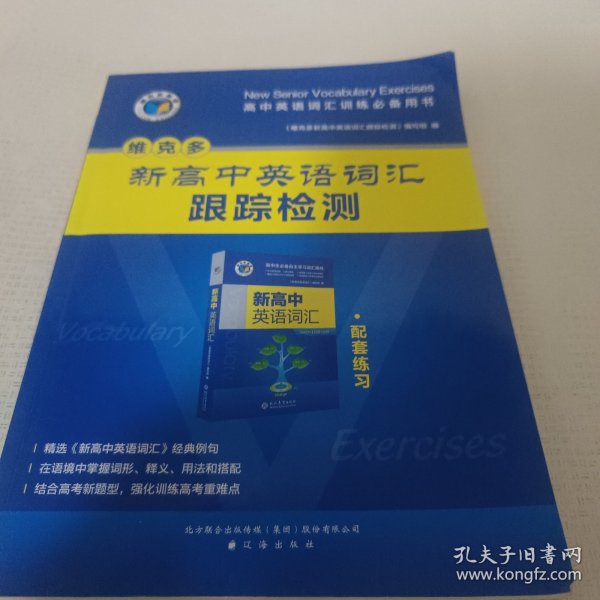 New Senior Vocabulary Exercises
高中英语词汇训练必备用书
《维克多新高中英语词汇跟踪检测》编写组 编
维克多
新高中英语词汇
跟踪检测
新高中
英语词汇
新高中
英语词汇
·配套练习
Vocabulary
Exercises
精选《新高中英语词汇》经典例句
在语境中掌握词形、释义、用法和搭配
结合高考新题型，强化训练高考重难点
北方联合出版传媒（集团）股份有限公司
辽海出版社
孔夫子旧书网
www.kongfz.com